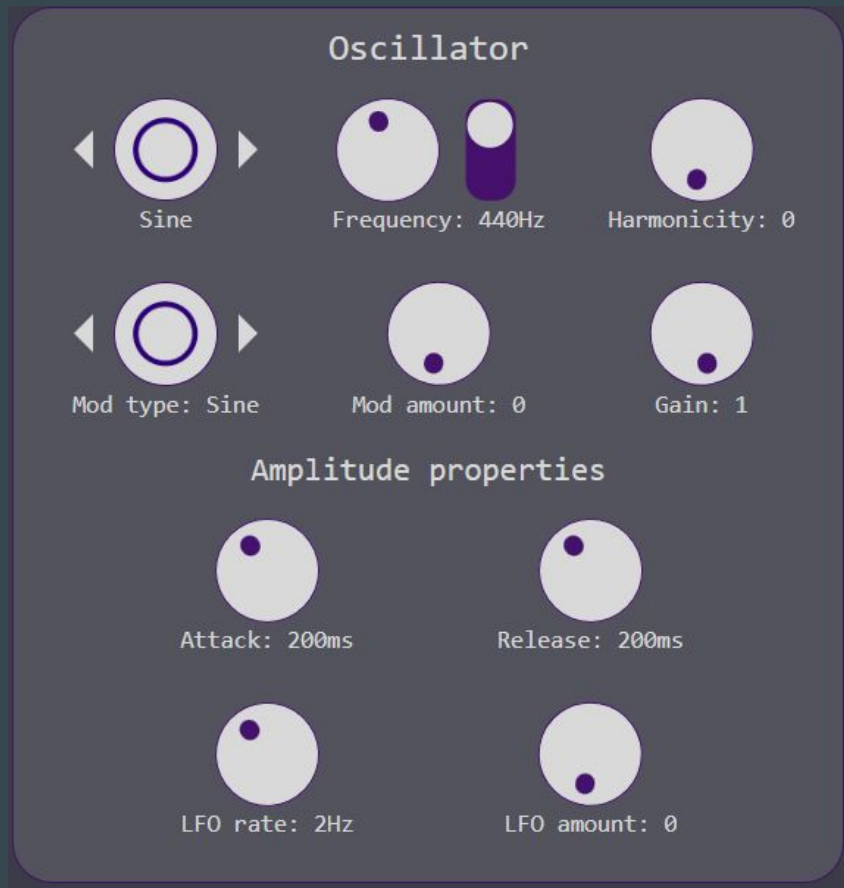 Oscillator
Sine
Frequency: 440Hz
Harmonicity: 0
Mod type: Sine
Mod amount: 0
Gain: 1
Amplitude properties
Attack: 200ms
Release: 200ms
LFO rate: 2Hz
LFO amount: 0